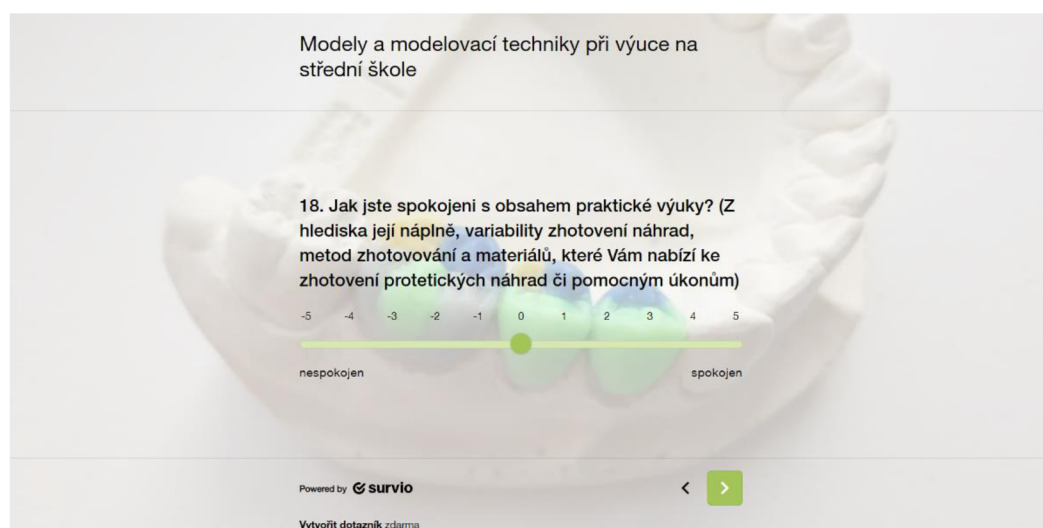 Modely a modelovací techniky při výuce na
střední škole
18. Jak jste spokojeni s obsahem praktické výuky? (Z
hlediska její náplně, variability zhotovení náhrad,
metod zhotovování a materiálů, které Vám nabízí ke
zhotovení protetických náhrad či pomocným úkonům)
-5 -4 -3 -2 -1 0 1 2 3 4 5
nespokojen spokojen
Powered by survio
Vytvořit dotazník zdarma